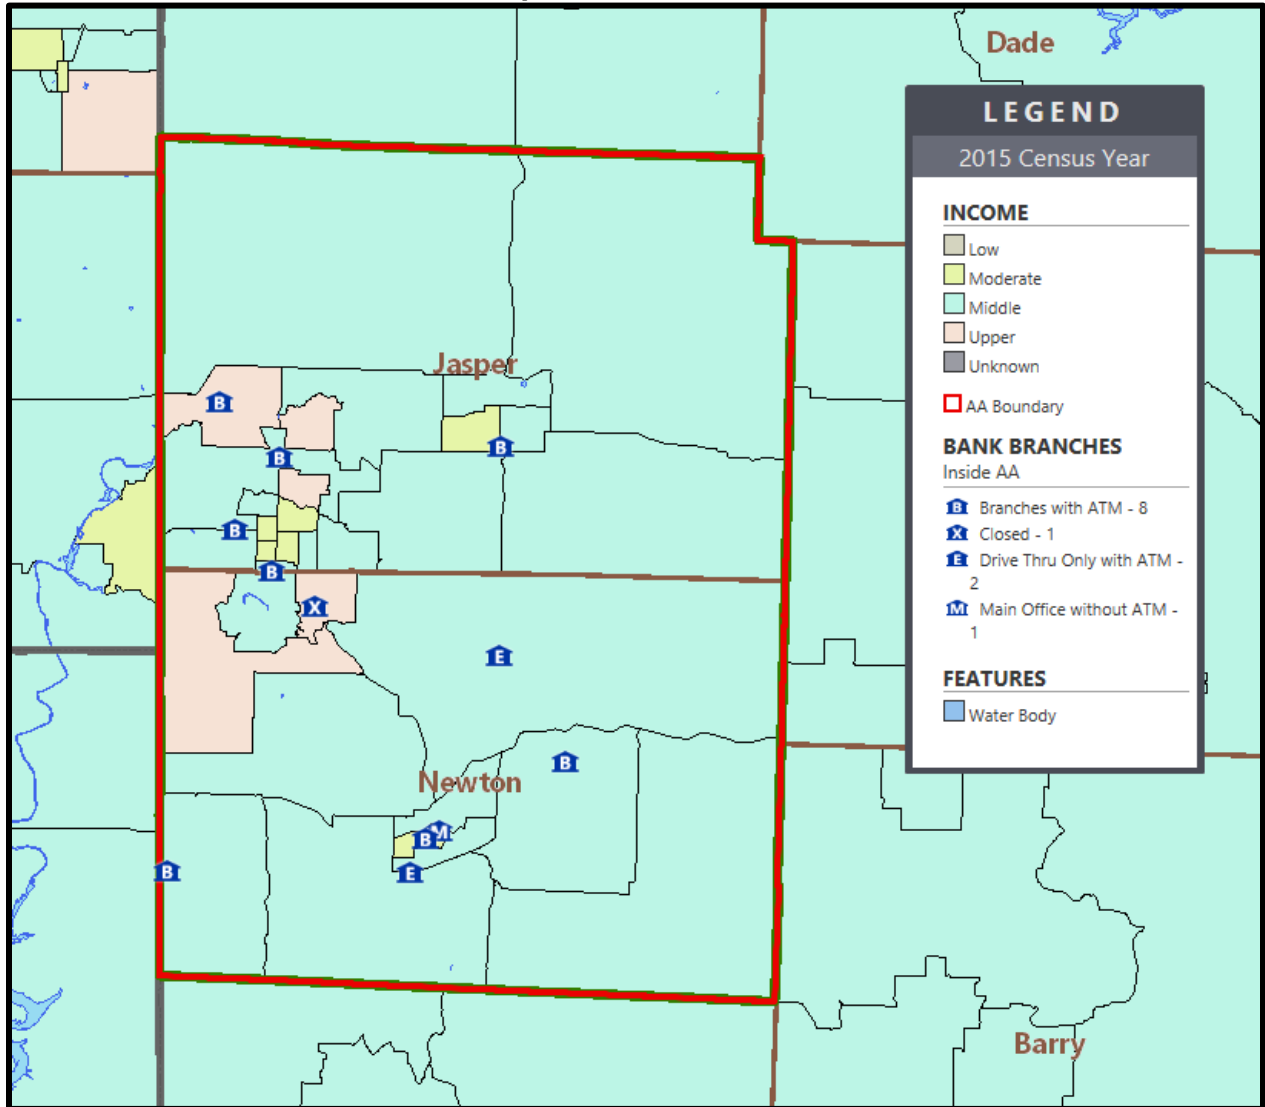 Dade
LEGEND
2015 Census Year
INCOME
Low
Moderate
Middle
Upper
Unknown
AA Boundary
BANK BRANCHES
Inside AA
B Branches with ATM - 8
X Closed - 1
E Drive Thru Only with ATM -
2
M Main Office without ATM -
1
FEATURES
Water Body
Jasper
B
B
B
B
B
X
E
B
Newton
M
B
B
E
Barry